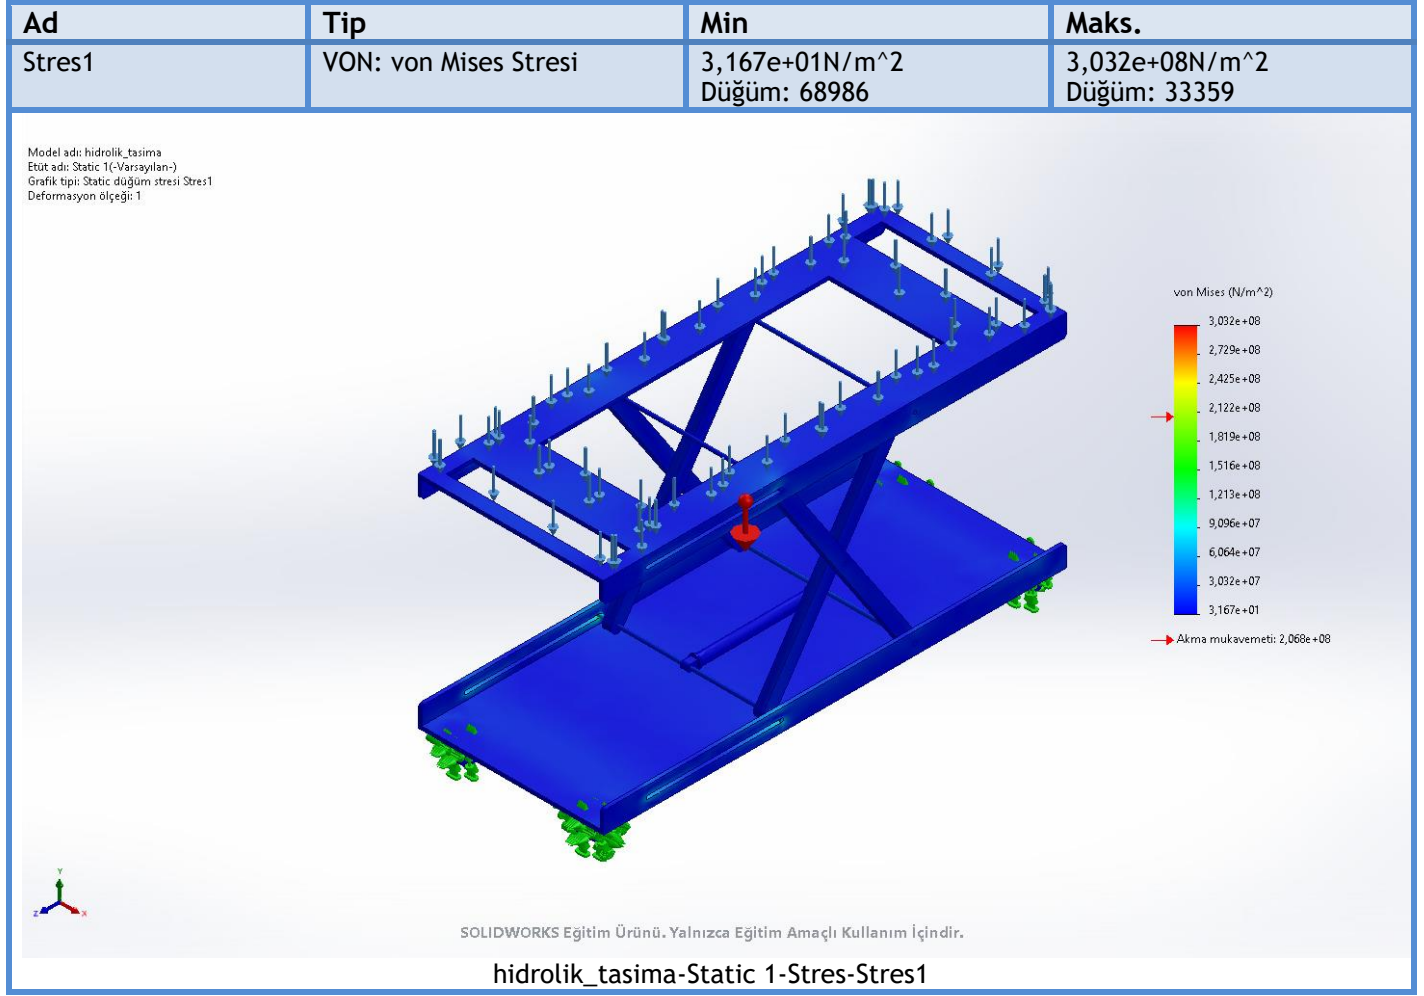 Ad Tip Min Maks.
Stres1 VON: von Mises Stresi 3,167e+01N/m^2 3,032e+08N/m^2
Düğüm: 68986 Düğüm: 33359
Model adı: hidrolik_tasima
Etüt adı: Static 1(-Varsayılan-)
Grafik tipi: Static düğüm stresi Stres1
Deformasyon ölçeği: 1
von Mises (N/m^2)
3,032e+08
2,729e+08
2,425e+08
2,122e+08
1,819e+08
1,516e+08
1,213e+08
9,096e+07
6,064e+07
3,032e+07
3,167e+01
Akma mukavemeti: 2,068e+08
Y
Z X
SOLIDWORKS Eğitim Ürünü. Yalnızca Eğitim Amaçlı Kullanım İçindir.
hidrolik_tasima-Static 1-Stres-Stres1